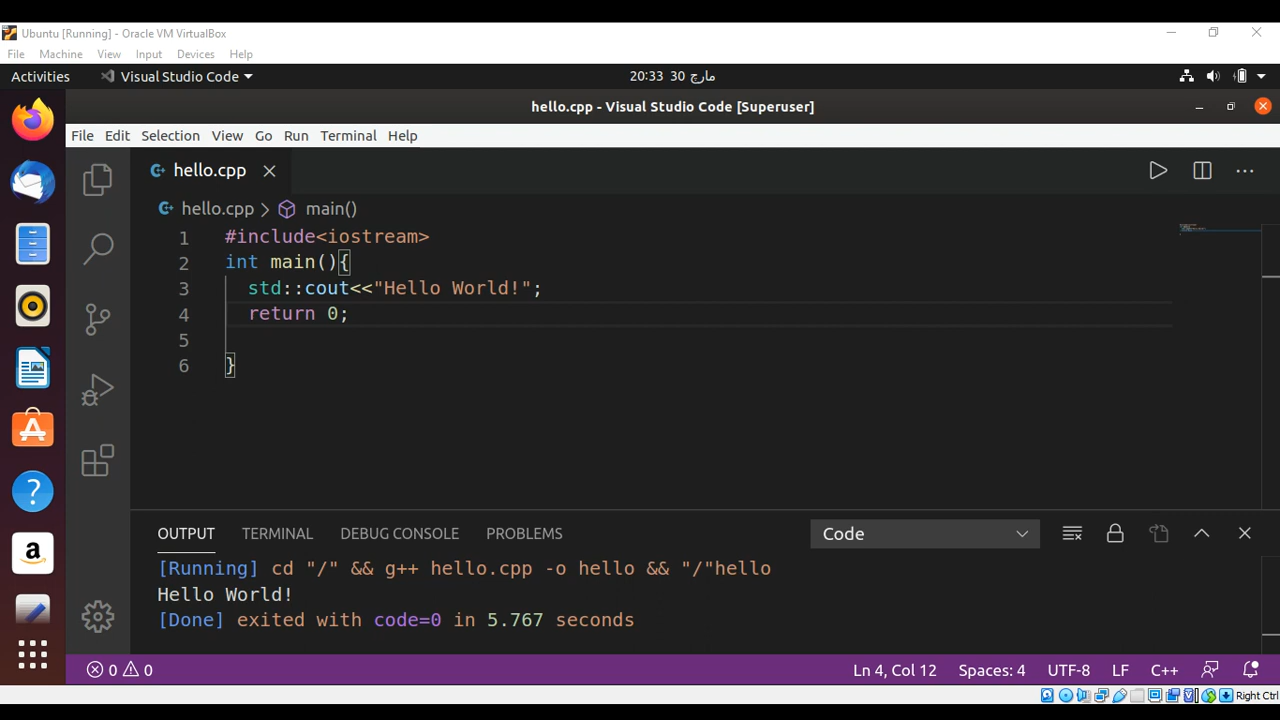 Ubuntu [Running] - Oracle VM VirtualBox
File Machine View Input Devices Help
Activities Visual Studio Code 20:33 30 مارچ
hello.cpp - Visual Studio Code [Superuser]
File Edit Selection View Go Run Terminal Help
hello.cpp
hello.cpp > main()
1 #include<iostream>
2 int main(){
3 std::cout<<"Hello World!";
4 return 0;
5
6 }
OUTPUT TERMINAL DEBUG CONSOLE PROBLEMS Code
[Running] cd "/" && g++ hello.cpp -o hello && "/"hello
Hello World!
[Done] exited with code=0 in 5.767 seconds
0 0 Ln 4, Col 12 Spaces: 4 UTF-8 LF C++
Right Ctrl